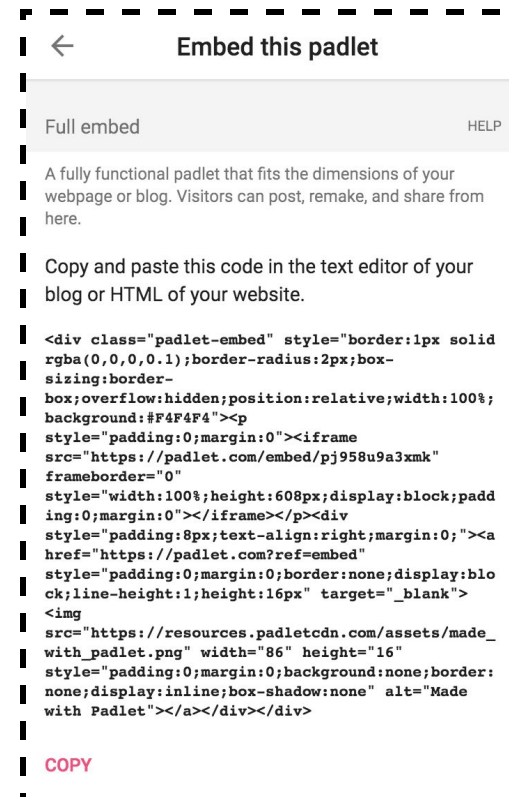 Embed this padlet
Full embed
HELP
A fully functional padlet that fits the dimensions of your
webpage or blog. Visitors can post, remake, and share from
here.
Copy and paste this code in the text editor of your
blog or HTML of your website.
<div class="padlet-embed" style="border:1px solid
rgba(0,0,0,0.1);border-radius:2px;box-
sizing:border-
box;overflow:hidden;position:relative;width:100%;
background:#F4F4F4"><p
style="padding:0;margin:0"><iframe
src="https://padlet.com/embed/pj958u9a3xmk"
frameborder="0"
style="width:100%;height:608px;display:block;padd
ing:0;margin:0"></iframe></p><div
style="padding:8px;text-align:right;margin:0;"><a
href="https://padlet.com?ref=embed"
style="padding:0;margin:0;border:none;display:blo
ck;line-height:1;height:16px" target="_blank">
<img
src="https://resources.padletcdn.com/assets/made_
with_padlet.png" width="86" height="16"
style="padding:0;margin:0;background:none;border:
none;display:inline;box-shadow:none" alt="Made
with Padlet"></a></div></div>
COPY